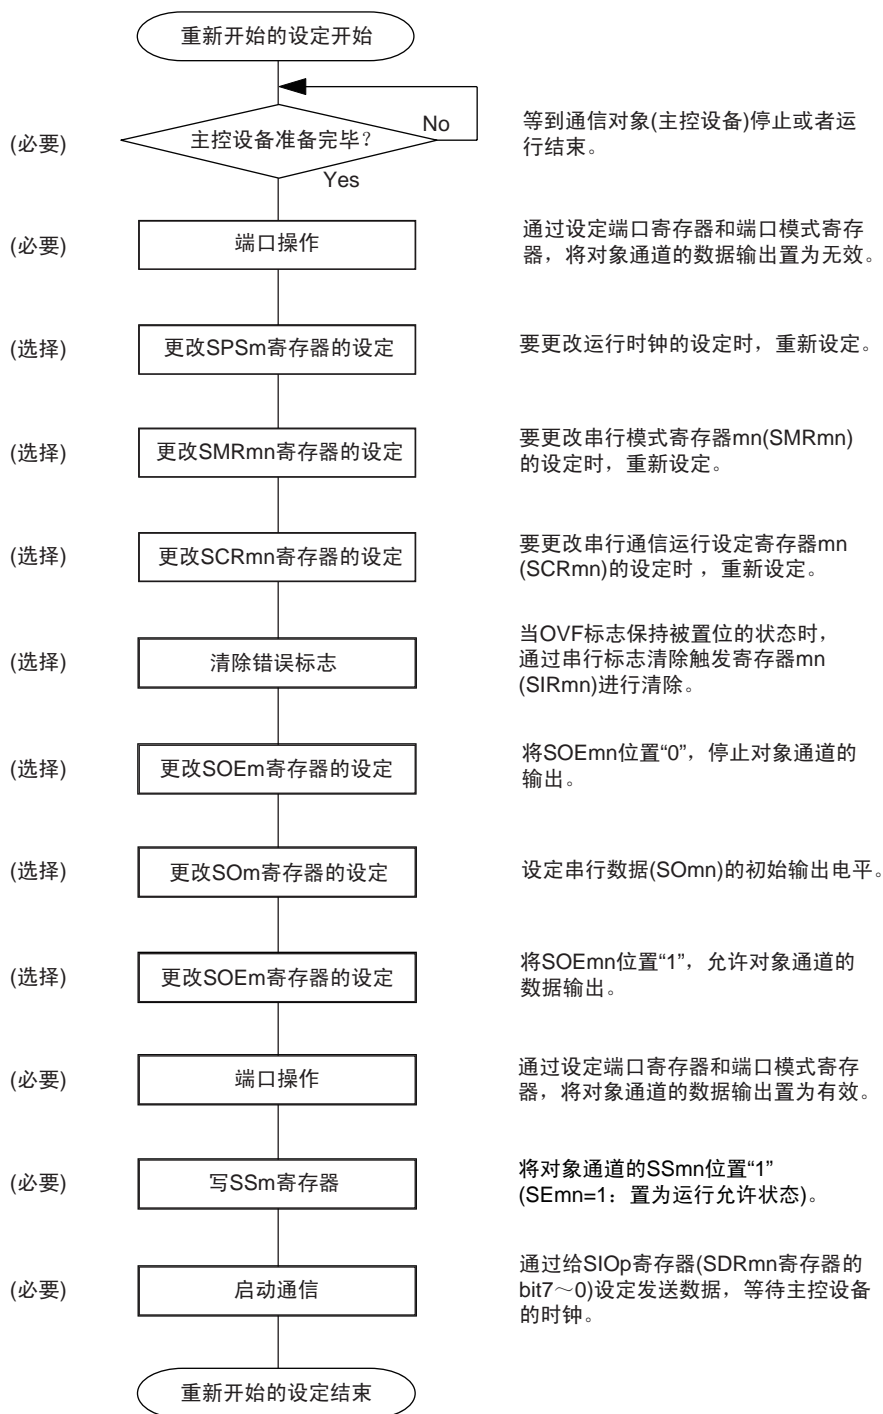 重新开始的设定开始
(必要)
主控设备准备完毕？
No
Yes
等到通信对象(主控设备)停止或者运
行结束。
(必要)
端口操作
通过设定端口寄存器和端口模式寄存
器，将对象通道的数据输出置为无效。
(选择)
更改SPSm寄存器的设定
要更改运行时钟的设定时，重新设定。
(选择)
更改SMRmn寄存器的设定
要更改串行模式寄存器mn(SMRmn)
的设定时，重新设定。
(选择)
更改SCRmn寄存器的设定
要更改串行通信运行设定寄存器mn
(SCRmn)的设定时，重新设定。
(选择)
清除错误标志
当OVF标志保持被置位的状态时，
通过串行标志清除触发寄存器mn
(SIRmn)进行清除。
(选择)
更改SOEm寄存器的设定
将SOEmn位置“0”，停止对象通道的
输出。
(选择)
更改SOm寄存器的设定
设定串行数据(SOmn)的初始输出电平。
(选择)
更改SOEm寄存器的设定
将SOEmn位置“1”，允许对象通道的
数据输出。
(必要)
端口操作
通过设定端口寄存器和端口模式寄存
器，将对象通道的数据输出置为有效。
(必要)
写SSm寄存器
将对象通道的SSmn位置“1”
(SEmn=1：置为运行允许状态)。
(必要)
启动通信
通过给SIOp寄存器(SDRmn寄存器的
bit7～0)设定发送数据，等待主控设备
的时钟。
重新开始的设定结束